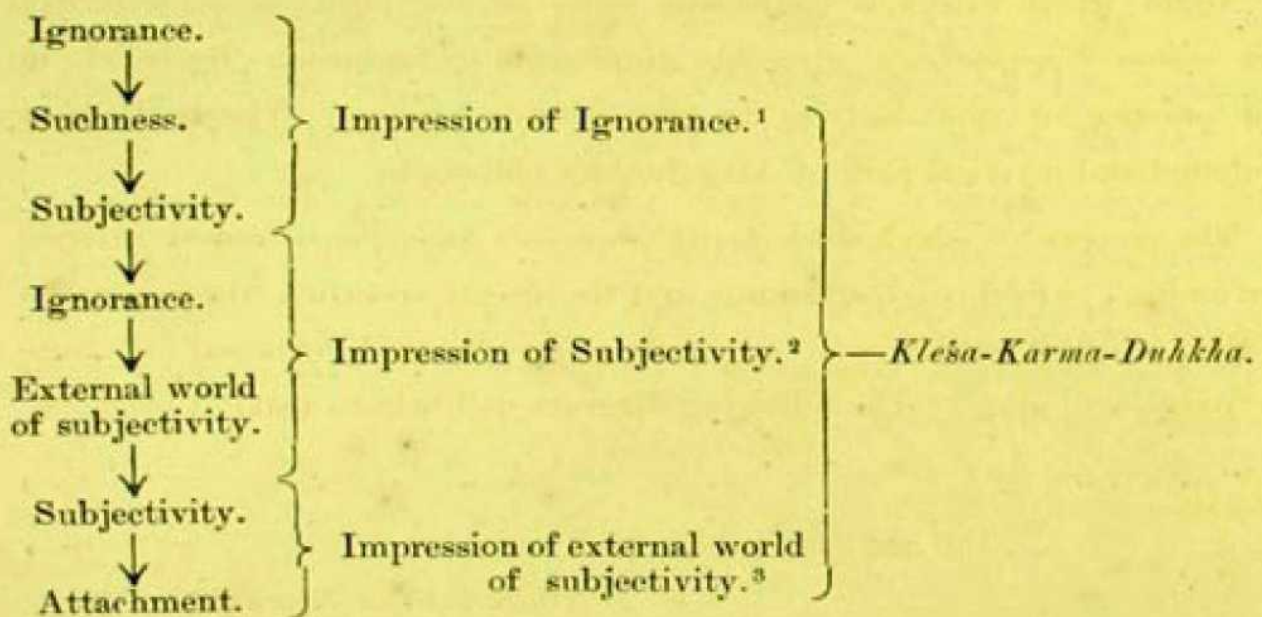 Ignorance.
Suchness.
Impression of Ignorance.¹
Subjectivity.
Ignorance.
Impression of Subjectivity.²
—Kleśa-Karma-Duhkha.
External world
of subjectivity.
Subjectivity.
Impression of external world
of subjectivity.³
Attachment.